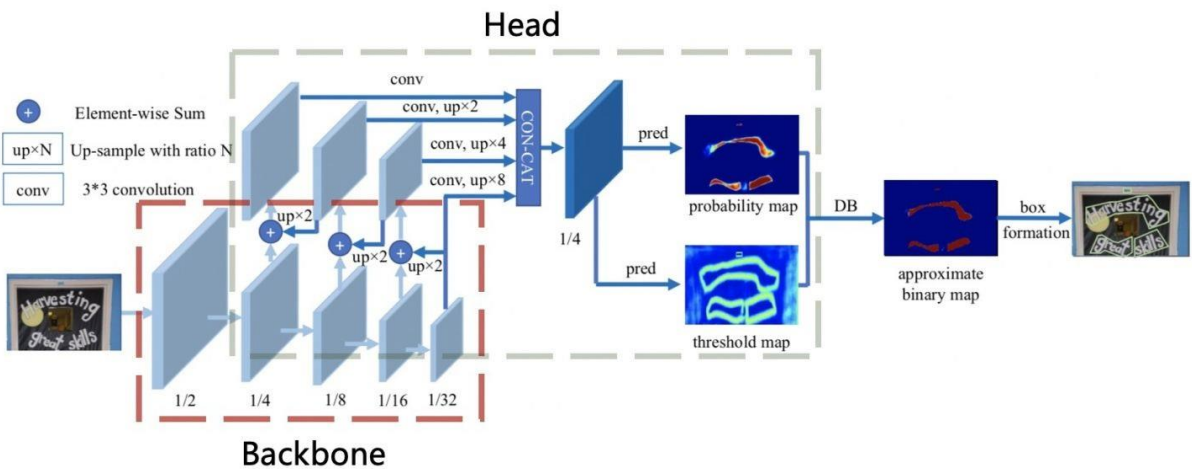 Head
Element-wise Sum
up×N
Up-sample with ratio N
conv
3*3 convolution
conv
conv, up×2
conv, up×4
conv, up×8
CON-CAT
up×2
up×2
up×2
1/4
pred
pred
probability map
threshold map
DB
approximate
binary map
box
formation
Harvesting
great skills
Harvesting
great skills
1/2
1/4
1/8
1/16
1/32
Backbone